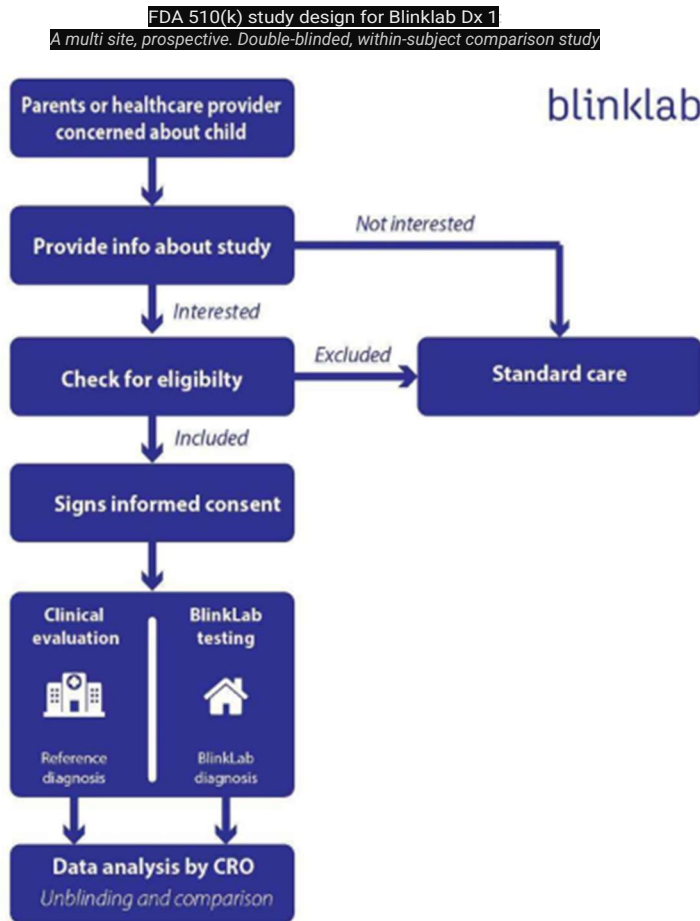 FDA 510(k) study design for Blinklab Dx 1
A multi site, prospective. Double-blinded, within-subject comparison study
blinklab
Parents or healthcare provider
concerned about child
Provide info about study
Not interested
Interested
Check for eligibilty
Excluded
Standard care
Included
Signs informed consent
Clinical
evaluation
BlinkLab
testing
Reference
diagnosis
BlinkLab
diagnosis
Data analysis by CRO
Unblinding and comparison